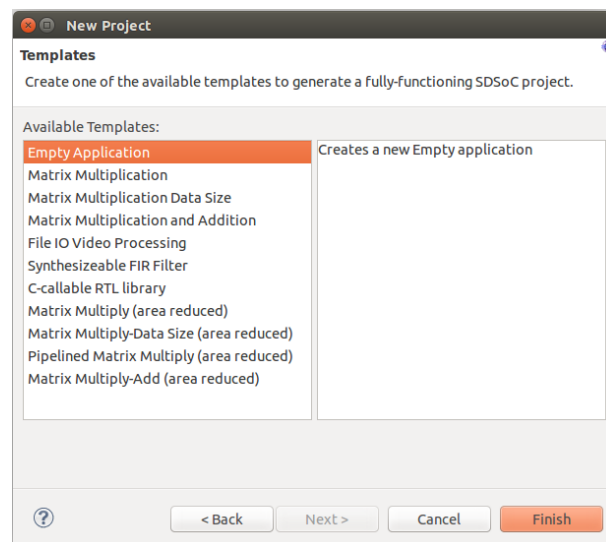 New Project
Templates
Create one of the available templates to generate a fully-functioning SDSoC project.
Available Templates:
Empty Application
Matrix Multiplication
Matrix Multiplication Data Size
Matrix Multiplication and Addition
File IO Video Processing
Synthesizeable FIR Filter
C-callable RTL library
Matrix Multiply (area reduced)
Matrix Multiply-Data Size (area reduced)
Pipelined Matrix Multiply (area reduced)
Matrix Multiply-Add (area reduced)
Creates a new Empty application
? < Back Next > Cancel Finish